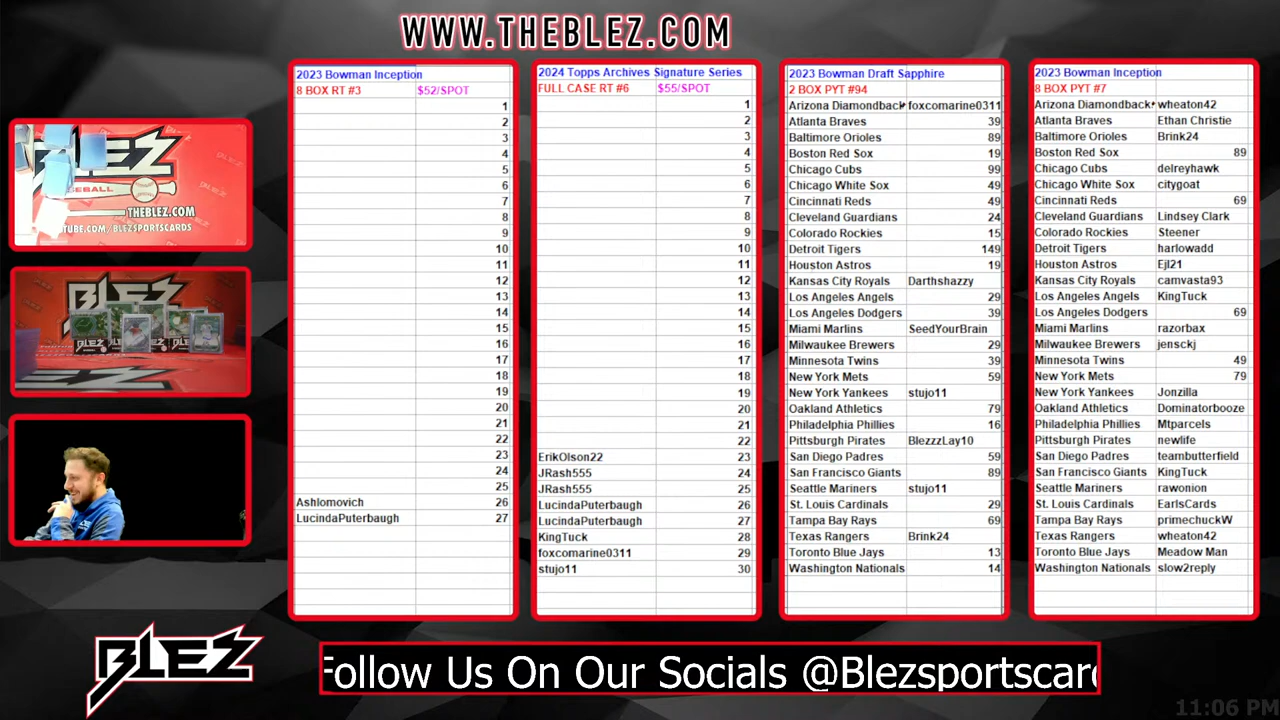 WWW.THEBLEZ.COM
BLEZ
BASEBALL
THEBLEZ.COM
YOUTUBE.COM/BLEZSPORTSCARDS
BLEZ
2023 Bowman Inception
8 BOX RT #3 $52/SPOT
1
2
3
4
5
6
7
8
9
10
11
12
13
14
15
16
17
18
19
20
21
22
23
24
25
Ashlomovich 26
LucindaPuterbaugh 27
2024 Topps Archives Signature Series
FULL CASE RT #6 $55/SPOT
1
2
3
4
5
6
7
8
9
10
11
12
13
14
15
16
17
18
19
20
21
22
ErikOlson22 23
JRash555 24
JRash555 25
LucindaPuterbaugh 26
LucindaPuterbaugh 27
KingTuck 28
foxcomarine0311 29
stujo11 30
2023 Bowman Draft Sapphire
2 BOX PYT #94
Arizona Diamondback foxcomarine0311
Atlanta Braves 39
Baltimore Orioles 89
Boston Red Sox 19
Chicago Cubs 99
Chicago White Sox 49
Cincinnati Reds 49
Cleveland Guardians 24
Colorado Rockies 15
Detroit Tigers 149
Houston Astros 19
Kansas City Royals Darthshazzy
Los Angeles Angels 29
Los Angeles Dodgers 39
Miami Marlins SeedYourBrain
Milwaukee Brewers 29
Minnesota Twins 39
New York Mets 59
New York Yankees stujo11
Oakland Athletics 79
Philadelphia Phillies 16
Pittsburgh Pirates BlezzzLay10
San Diego Padres 59
San Francisco Giants 89
Seattle Mariners stujo11
St. Louis Cardinals 29
Tampa Bay Rays 69
Texas Rangers Brink24
Toronto Blue Jays 13
Washington Nationals 14
2023 Bowman Inception
8 BOX PYT #7
Arizona Diamondback wheaton42
Atlanta Braves Ethan Christie
Baltimore Orioles Brink24
Boston Red Sox 89
Chicago Cubs delreyhawk
Chicago White Sox citygoat
Cincinnati Reds 69
Cleveland Guardians Lindsey Clark
Colorado Rockies Steener
Detroit Tigers harlowadd
Houston Astros Ejl21
Kansas City Royals camvasta93
Los Angeles Angels KingTuck
Los Angeles Dodgers 69
Miami Marlins razorbax
Milwaukee Brewers jensckj
Minnesota Twins 49
New York Mets 79
New York Yankees Jonzilla
Oakland Athletics Dominatorbooze
Philadelphia Phillies Mtparcels
Pittsburgh Pirates newlife
San Diego Padres teambutterfield
San Francisco Giants KingTuck
Seattle Mariners rawonion
St. Louis Cardinals EarlsCards
Tampa Bay Rays primechuckW
Texas Rangers wheaton42
Toronto Blue Jays Meadow Man
Washington Nationals slow2reply
BLEZ
Follow Us On Our Socials @Blezsportscard
11:06 PM